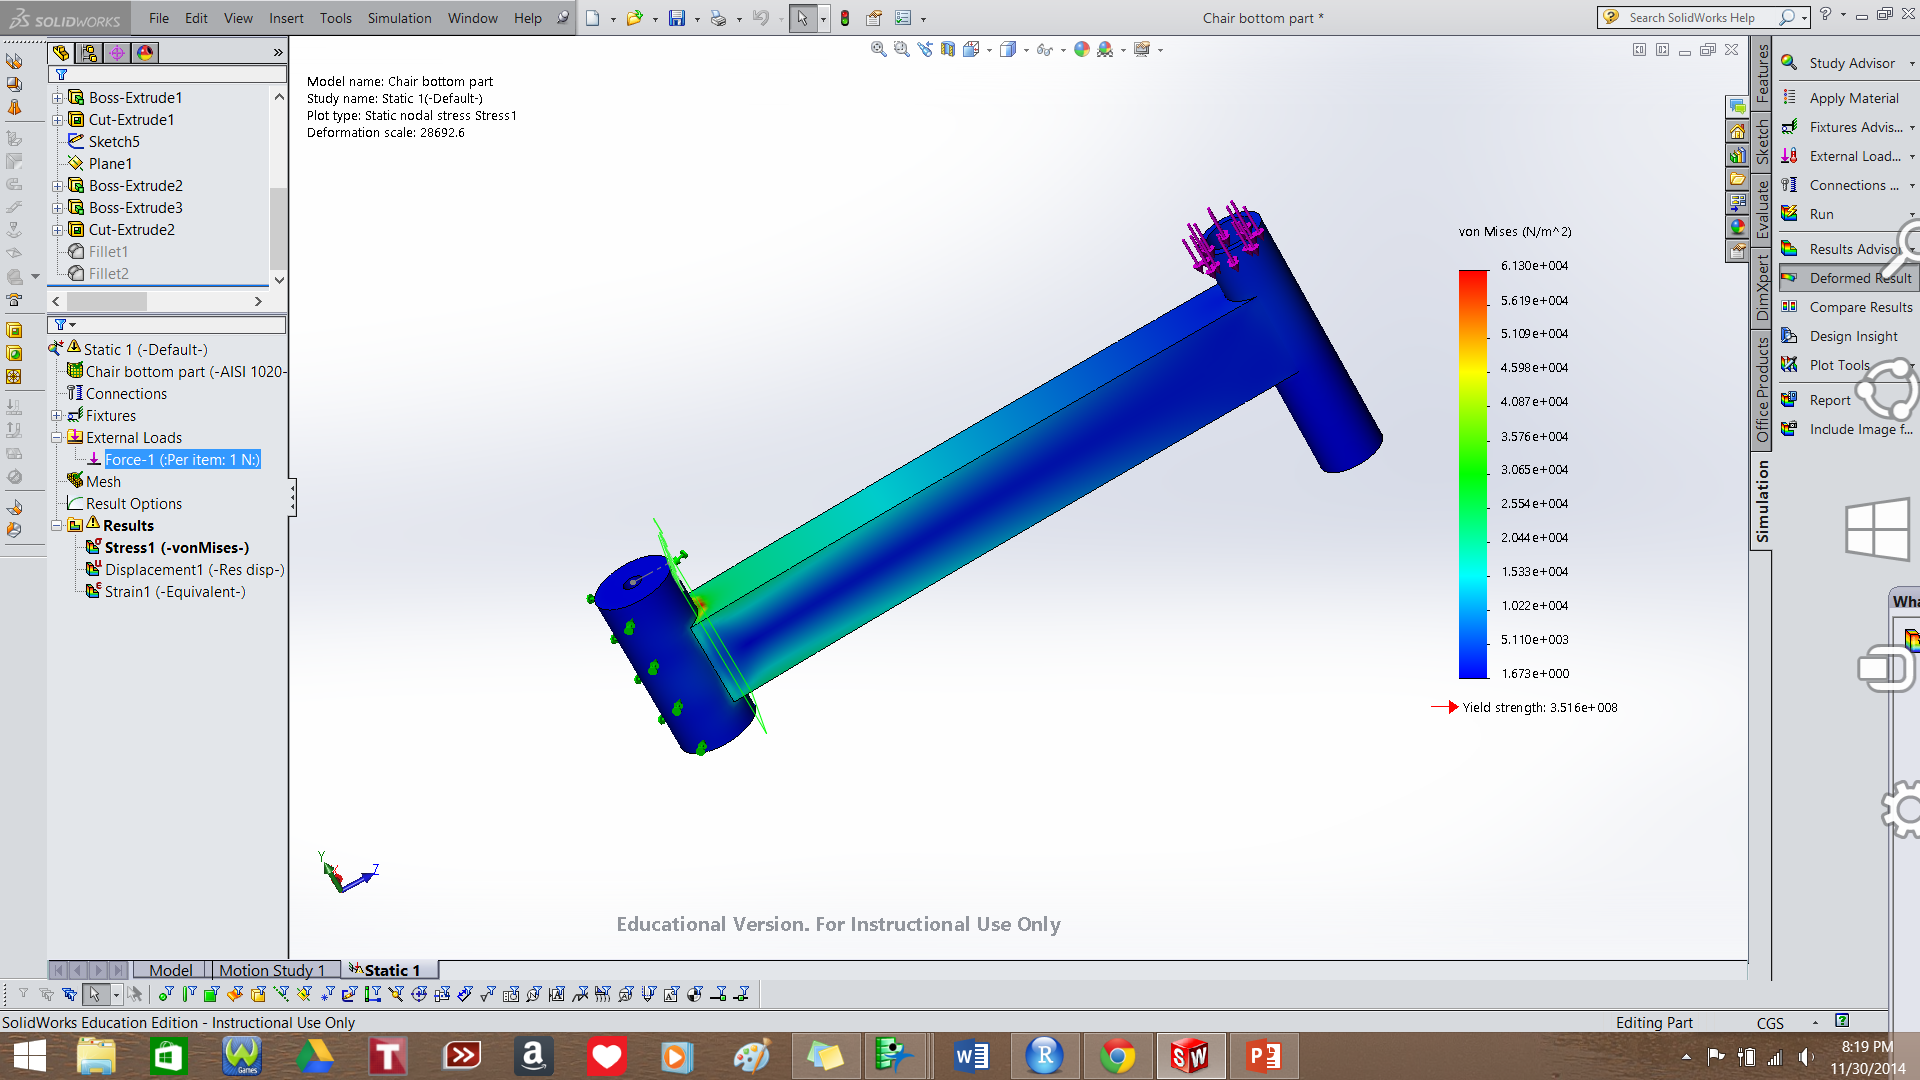 SOLIDWORKS File Edit View Insert Tools Simulation Window Help Chair bottom part * Search SolidWorks Help
Boss-Extrude1
Cut-Extrude1
Sketch5
Plane1
Boss-Extrude2
Boss-Extrude3
Cut-Extrude2
Fillet1
Fillet2
Static 1 (-Default-)
Chair bottom part (-AISI 1020-
Connections
Fixtures
External Loads
Force-1 (:Per item: 1 N:)
Mesh
Result Options
Results
Stress1 (-vonMises-)
Displacement1 (-Res disp-)
Strain1 (-Equivalent-)
Model name: Chair bottom part
Study name: Static 1(-Default-)
Plot type: Static nodal stress Stress1
Deformation scale: 28692.6
von Mises (N/m^2)
6.130e+004
5.619e+004
5.109e+004
4.598e+004
4.087e+004
3.576e+004
3.065e+004
2.554e+004
2.044e+004
1.533e+004
1.022e+004
5.110e+003
1.673e+000
Yield strength: 3.516e+008
Y
Z
Educational Version. For Instructional Use Only
Features
Sketch
Evaluate
DimXpert
Office Products
Simulation
Study Advisor
Apply Material
Fixtures Advis...
External Load...
Connections ...
Run
Results Advisor
Deformed Result
Compare Results
Design Insight
Plot Tools
Report
Include Image f...
Wha
Model Motion Study 1 Static 1
SolidWorks Education Edition - Instructional Use Only Editing Part CGS
8:19 PM
11/30/2014